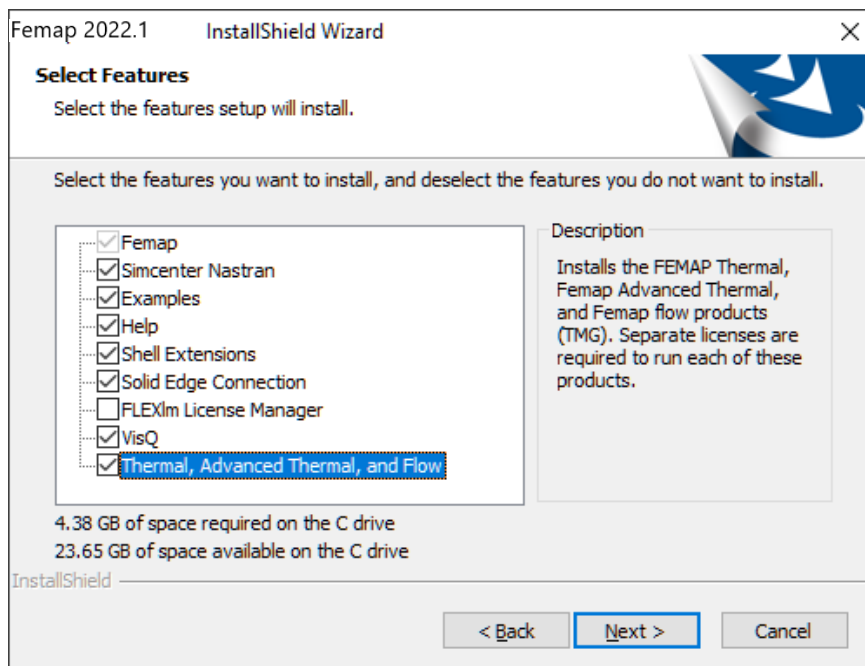 Femap 2022.1 InstallShield Wizard
Select Features
Select the features setup will install.
Select the features you want to install, and deselect the features you do not want to install.
Femap
Simcenter Nastran
Examples
Help
Shell Extensions
Solid Edge Connection
FLEXlm License Manager
VisQ
Thermal, Advanced Thermal, and Flow
Description
Installs the FEMAP Thermal,
Femap Advanced Thermal,
and Femap flow products
(TMG). Separate licenses are
required to run each of these
products.
4.38 GB of space required on the C drive
23.65 GB of space available on the C drive
InstallShield
< Back Next > Cancel